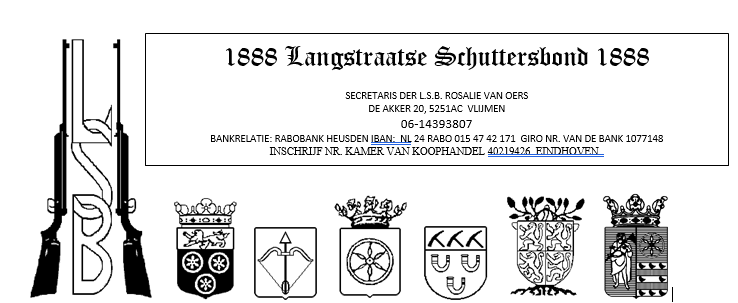 1888 Langstraatse Schuttersbond 1888
SECRETARIS DER L.S.B. ROSALIE VAN OERS
DE AKKER 20, 5251AC VLIJMEN
06-14393807
BANKRELATIE: RABOBANK HEUSDEN IBAN: NL 24 RABO 015 47 42 171 GIRO NR. VAN DE BANK 1077148
INSCHRIJF NR. KAMER VAN KOOPHANDEL 40219426 EINDHOVEN
LSB